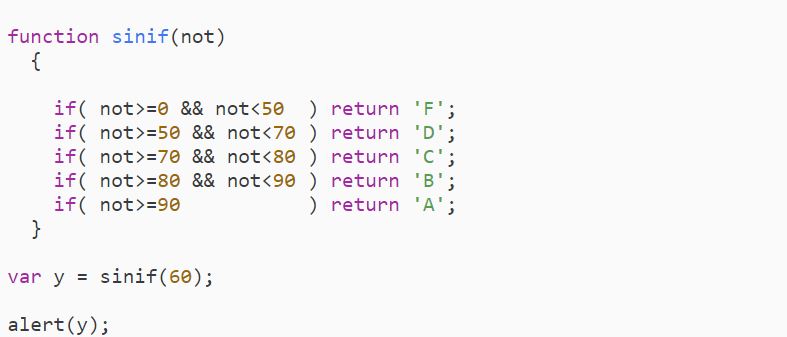 function sinif(not)
{
if( not>=0 && not<50 ) return 'F';
if( not>=50 && not<70 ) return 'D';
if( not>=70 && not<80 ) return 'C';
if( not>=80 && not<90 ) return 'B';
if( not>=90 ) return 'A';
}
var y = sinif(60);
alert(y);